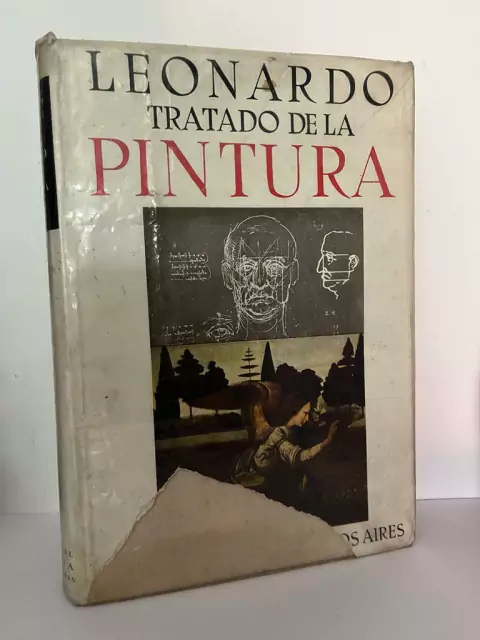 LEONARDO
TRATADO DE LA
PINTURA
OS AIRES